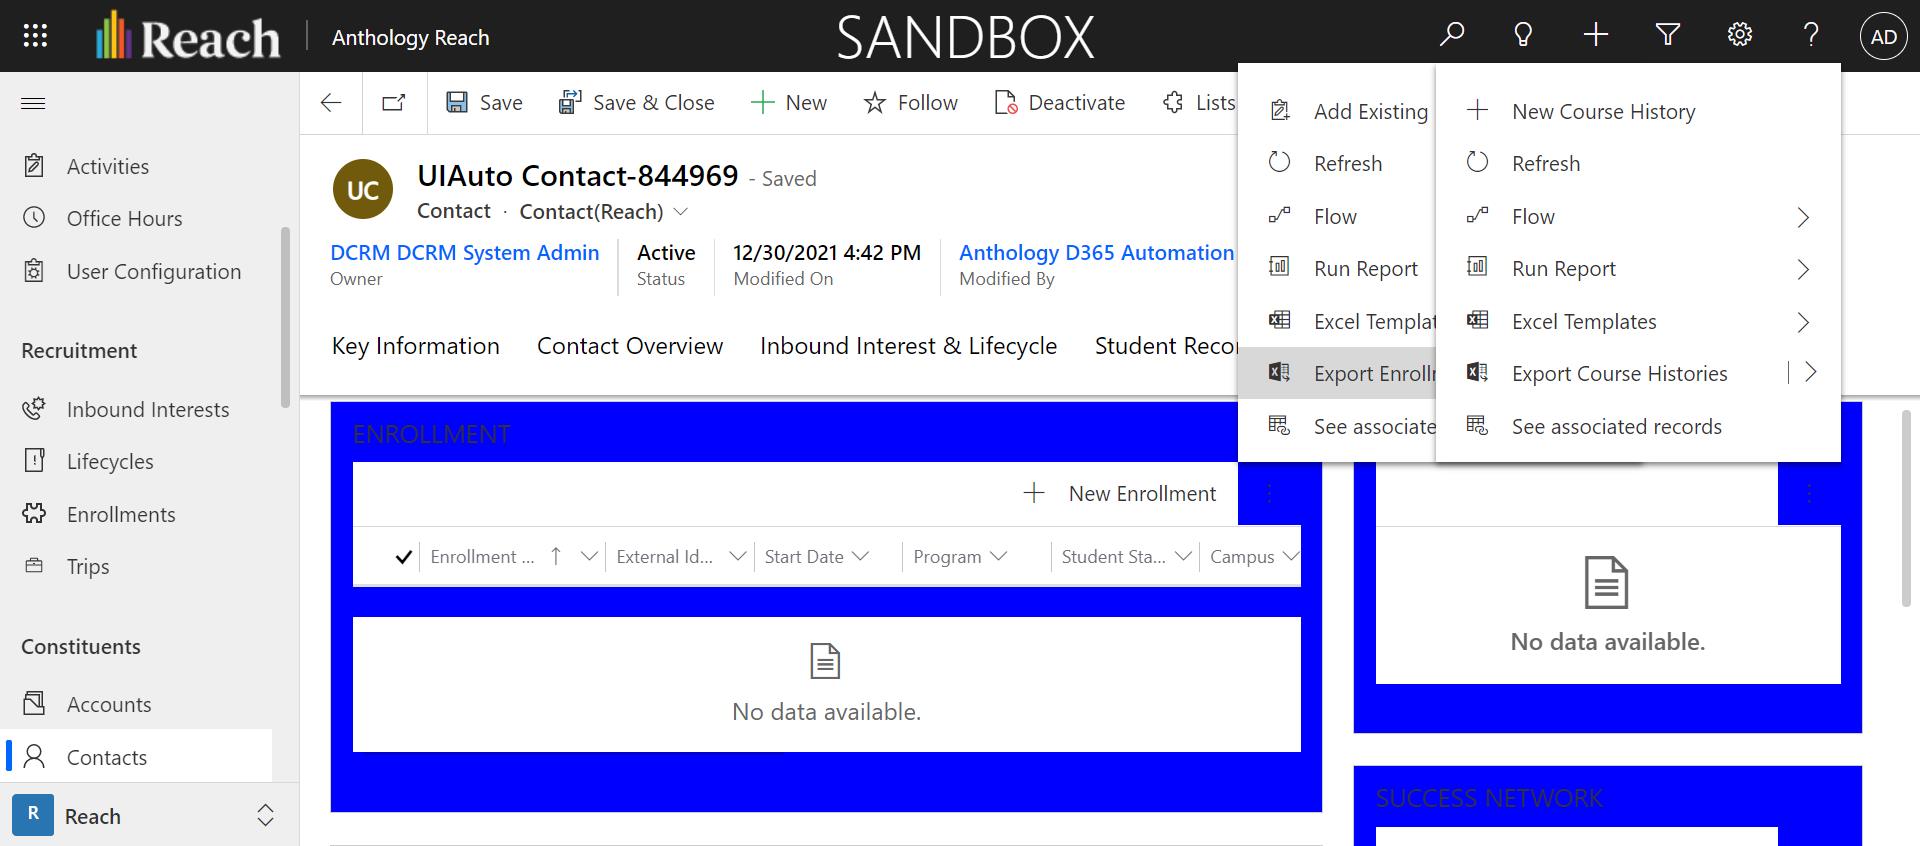 Reach
Anthology Reach
SANDBOX
AD
Save
Save & Close
New
Follow
Deactivate
Lists
Activities
Office Hours
User Configuration
Recruitment
Inbound Interests
Lifecycles
Enrollments
Trips
Constituents
Accounts
Contacts
R
Reach
UC
UIAuto Contact-844969 - Saved
Contact · Contact(Reach)
DCRM DCRM System Admin
Owner
Active
Status
12/30/2021 4:42 PM
Modified On
Anthology D365 Automation
Modified By
Key Information
Contact Overview
Inbound Interest & Lifecycle
Student Recor
Add Existing
Refresh
Flow
Run Report
Excel Templat
Export Enrollm
See associate
New Course History
Refresh
Flow
Run Report
Excel Templates
Export Course Histories
See associated records
ENROLLMENT
New Enrollment
Enrollment ...
External Id...
Start Date
Program
Student Sta...
Campus
No data available.
No data available.
SUCCESS NETWORK